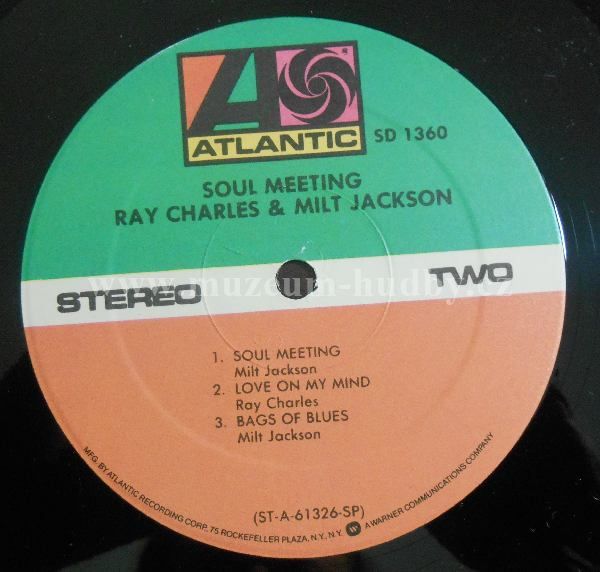 ATLANTIC
®
SD 1360
SOUL MEETING
RAY CHARLES & MILT JACKSON
www.muzeum-hudby.cz
STEREO
TWO
1. SOUL MEETING
Milt Jackson
2. LOVE ON MY MIND
Ray Charles
3. BAGS OF BLUES
Milt Jackson
(ST-A-61326-SP)
MFG. BY ATLANTIC RECORDING CORP., 75 ROCKEFELLER PLAZA, N.Y., N.Y. W A WARNER COMMUNICATIONS COMPANY